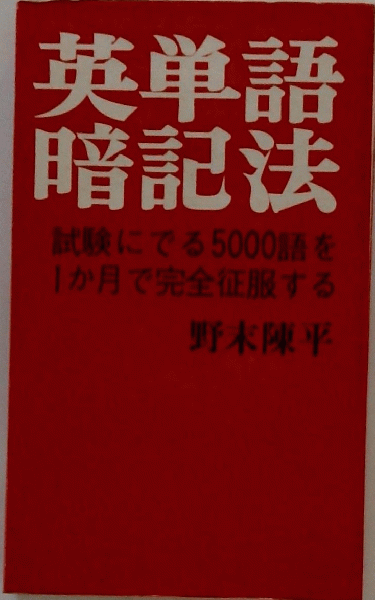 英単語
暗記法
試験にでる5000語を
1か月で完全征服する
野末陳平